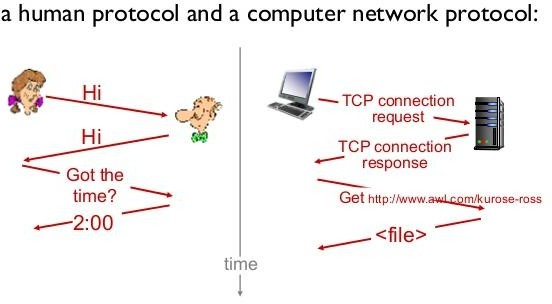 a human protocol and a computer network protocol:
Hi
Hi
Got the
time?
2:00
TCP connection
request
TCP connection
response
Get http://www.awl.com/kurose-ross
<file>
time